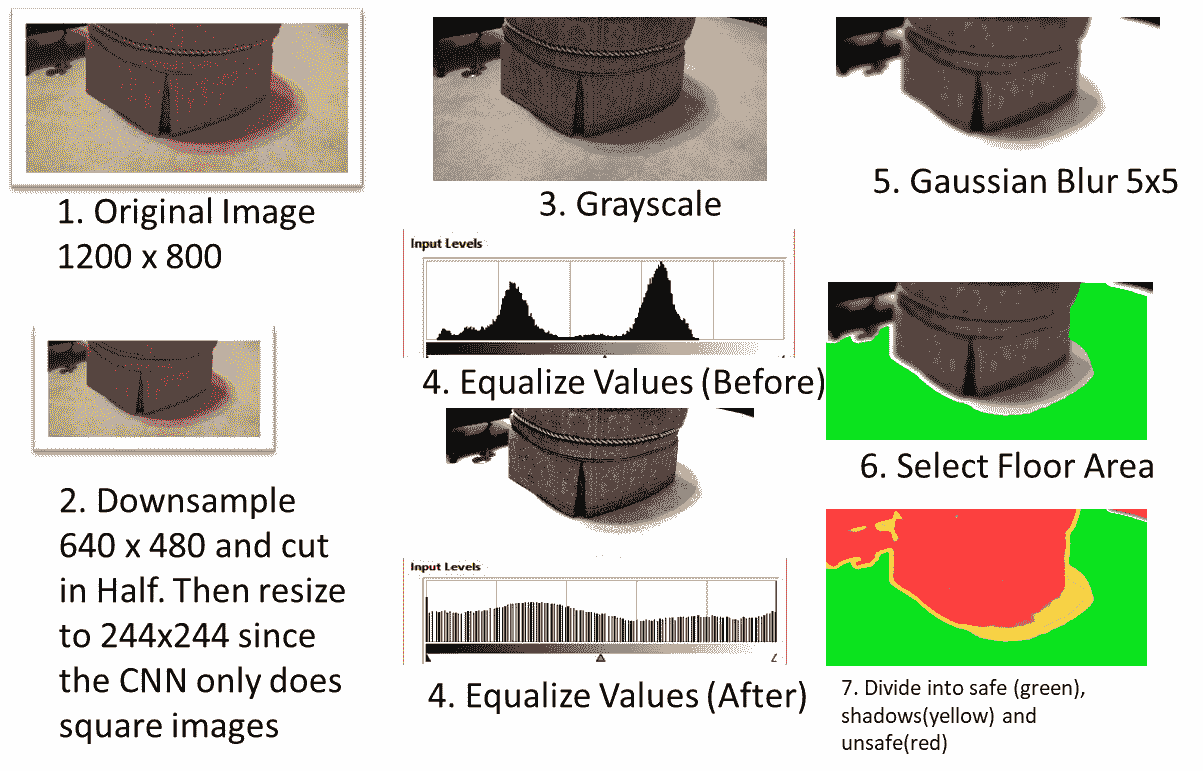 1. Original Image
1200 x 800
2. Downsample
640 x 480 and cut
in Half. Then resize
to 244x244 since
the CNN only does
square images
3. Grayscale
Input Levels
4. Equalize Values (Before)
Input Levels
4. Equalize Values (After)
5. Gaussian Blur 5x5
6. Select Floor Area
7. Divide into safe (green),
shadows(yellow) and
unsafe(red)